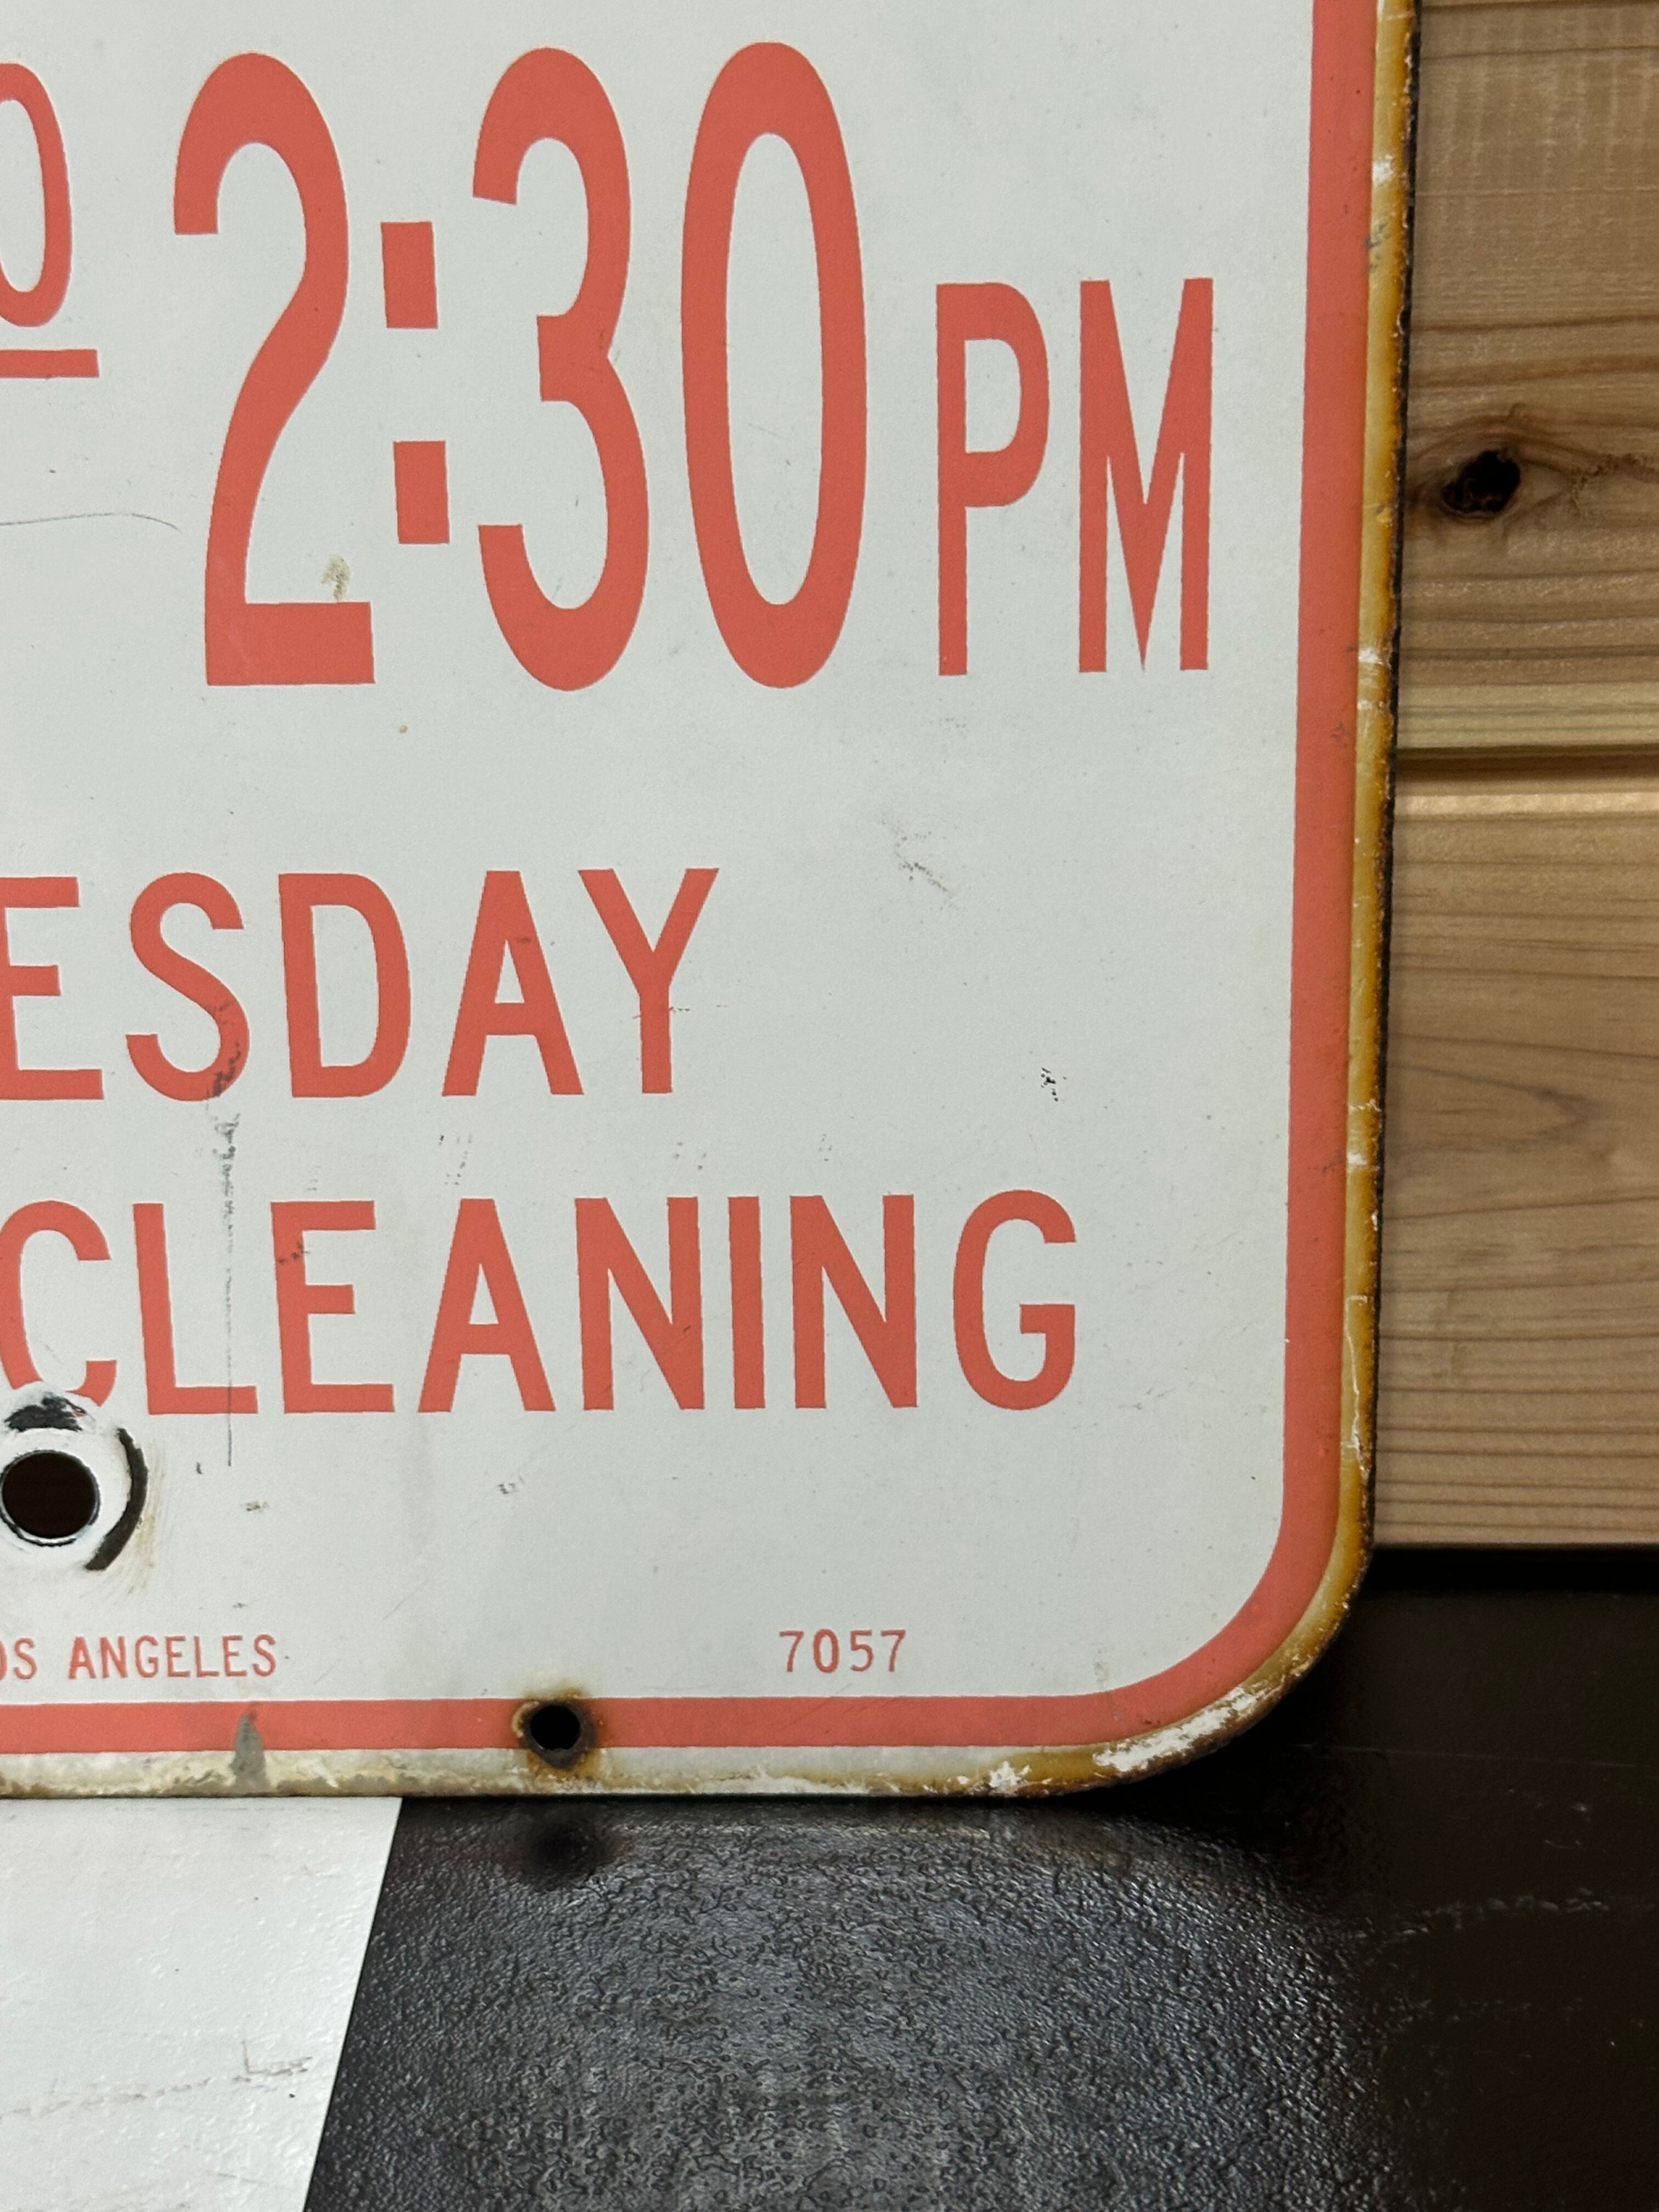 O 2:30 PM
ESDAY
CLEANING
OS ANGELES 7057